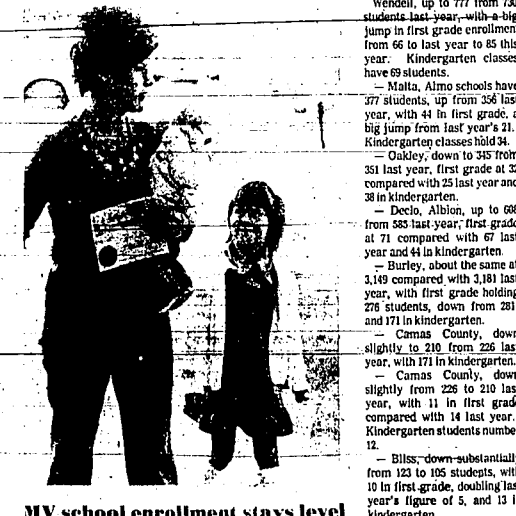 MV school enrollment stays level
Wendell, up to 777 from 730
students last year, with a big
jump in first grade enrollment
from 66 to last year to 85 this
year. Kindergarten classes
have 69 students.
— Malta, Almo schools have
377 students, up from 356 last
year, with 44 in first grade, a
big jump from last year's 21.
Kindergarten classes hold 34.
— Oakley, down to 345 from
351 last year, first grade at 32
compared with 25 last year and
38 in kindergarten.
— Declo, Albion, up to 608
from 585 last year, first grade
at 71 compared with 67 last
year and 44 in kindergarten.
— Burley, about the same at
3,149 compared with 3,181 last
year, with first grade holding
276 students, down from 281
and 171 in kindergarten.
— Camas County, down
slightly to 210 from 226 last
year, with 171 in kindergarten.
— Camas County, down
slightly from 226 to 210 last
year, with 11 in first grade
compared with 14 last year.
Kindergarten students number
12.
— Bliss, down substantially
from 123 to 105 students, with
10 in first grade, doubling last
year's figure of 5, and 13 in
kindergarten.